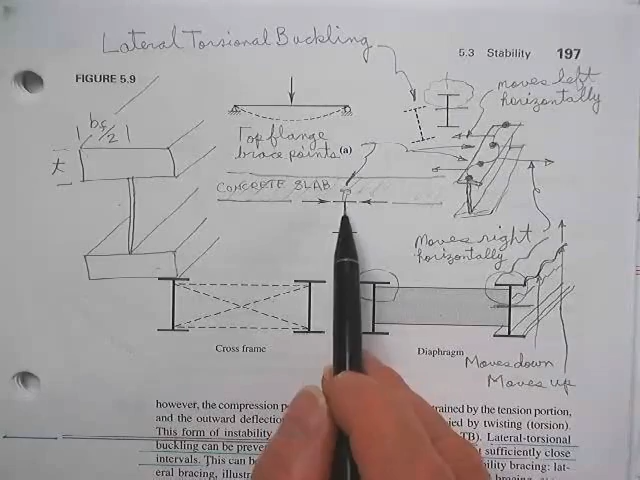 Lateral Torsional Buckling
5.3 Stability 197
FIGURE 5.9
moves left
horizontally
bf/2
t
Top flange
brace points
(a)
CONCRETE SLAB
Moves right
horizontally
Cross frame
Diaphragm
Moves down
Moves up
however, the compression p
trained by the tension portion,
and the outward deflectio
ied by twisting (torsion).
This form of instability
TB). Lateral-torsional
buckling can be preve
sufficiently close
intervals. This can b
bility bracing: lat-
eral bracing, illustr